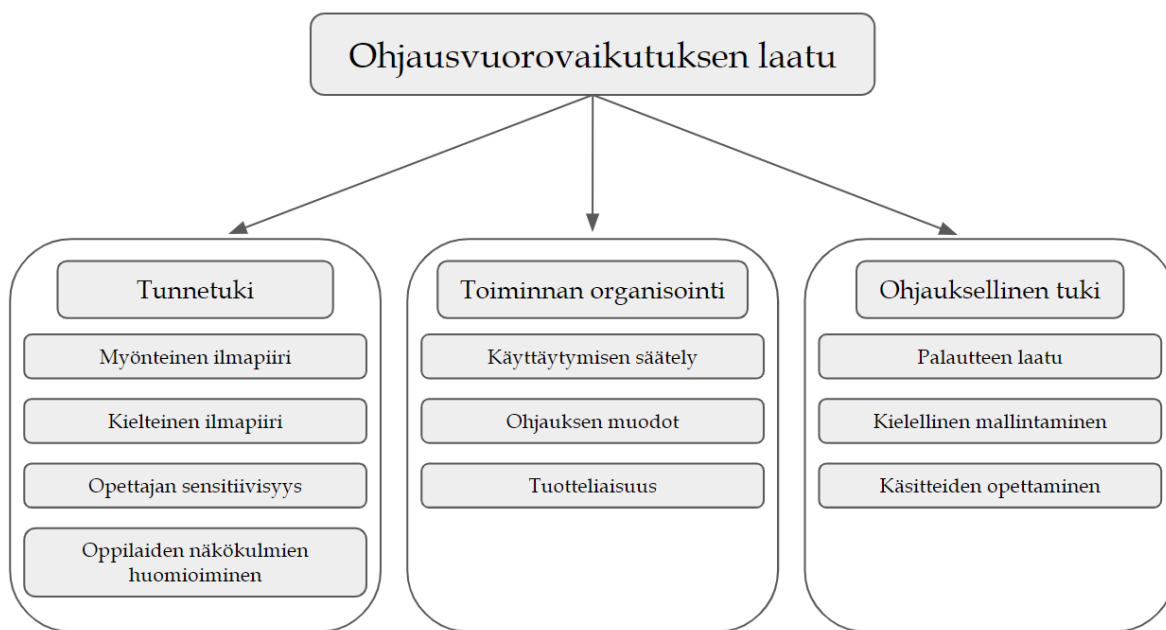 Ohjausvuorovaikutuksen laatu
Tunnetuki
Myönteinen ilmapiiri
Kielteinen ilmapiiri
Opettajan sensitiivisyys
Oppilaiden näkökulmien
huomioiminen
Toiminnan organisointi
Käyttäytymisen säätely
Ohjauksen muodot
Tuotteliaisuus
Ohjauksellinen tuki
Palautteen laatu
Kielellinen mallintaminen
Käsitteiden opettaminen